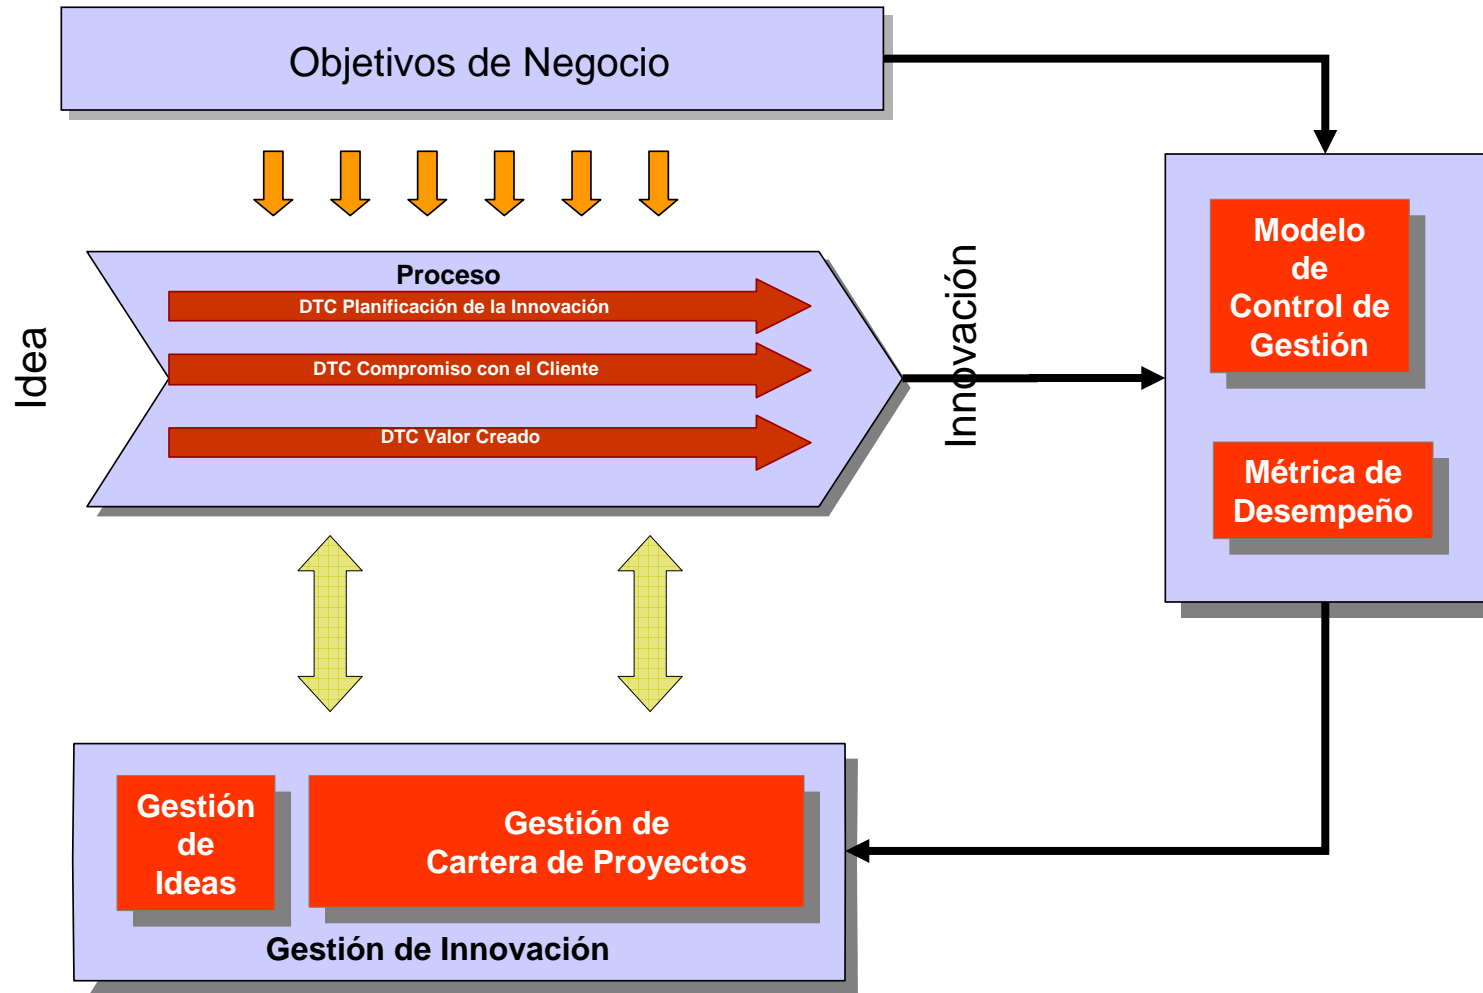 Objetivos de Negocio
Proceso
DTC Planificación de la Innovación
DTC Compromiso con el Cliente
DTC Valor Creado
Idea
Innovación
Modelo
de
Control de
Gestión
Métrica de
Desempeño
Gestión
de
Ideas
Gestión de
Cartera de Proyectos
Gestión de Innovación